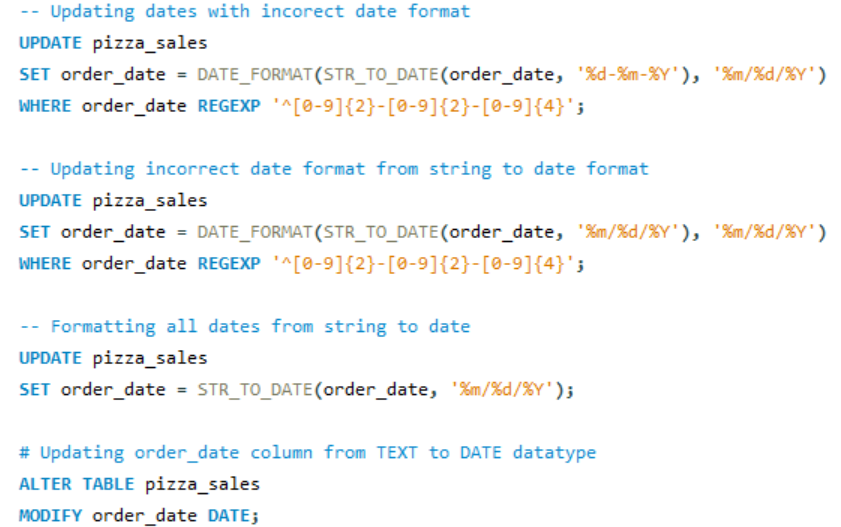 -- Updating dates with incorect date format
UPDATE pizza_sales
SET order_date = DATE_FORMAT(STR_TO_DATE(order_date, '%d-%m-%Y'), '%m/%d/%Y')
WHERE order_date REGEXP '^[0-9]{2}-[0-9]{2}-[0-9]{4}';
-- Updating incorrect date format from string to date format
UPDATE pizza_sales
SET order_date = DATE_FORMAT(STR_TO_DATE(order_date, '%m/%d/%Y'), '%m/%d/%Y')
WHERE order_date REGEXP '^[0-9]{2}-[0-9]{2}-[0-9]{4}';
-- Formatting all dates from string to date
UPDATE pizza_sales
SET order_date = STR_TO_DATE(order_date, '%m/%d/%Y');
# Updating order_date column from TEXT to DATE datatype
ALTER TABLE pizza_sales
MODIFY order_date DATE;